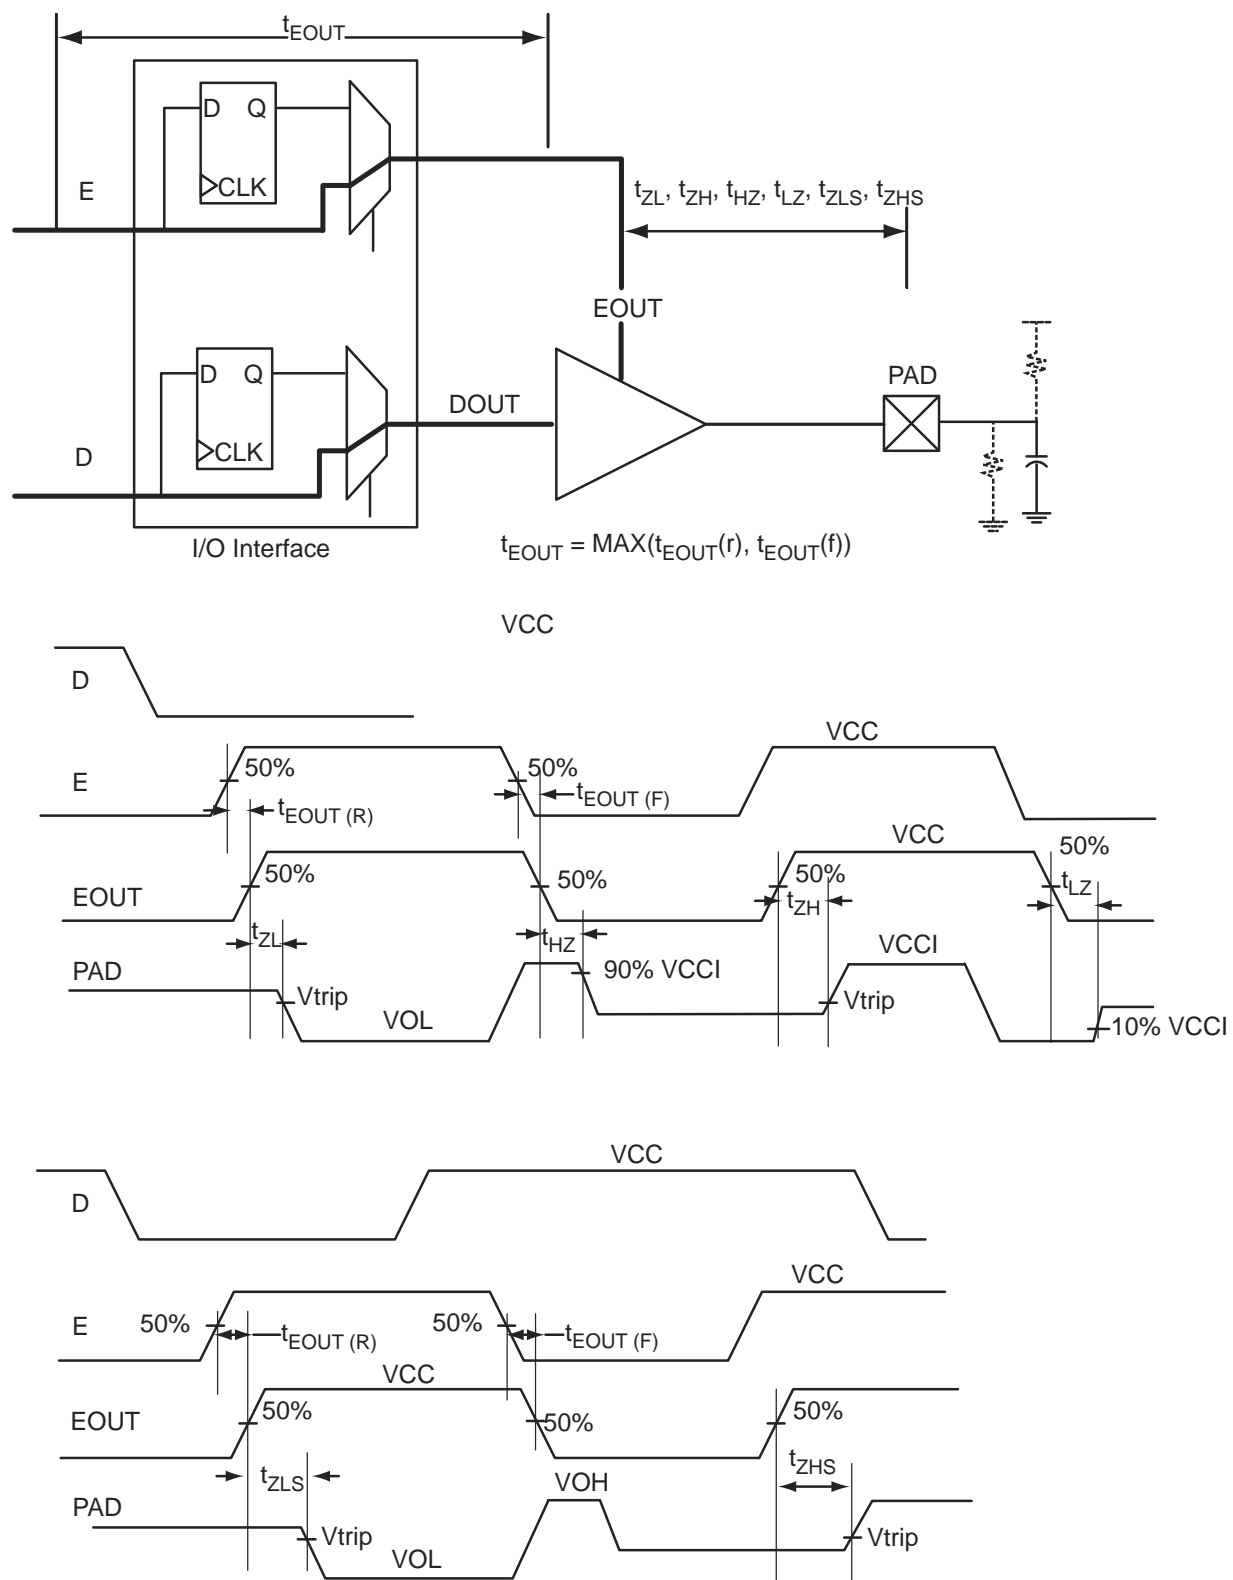 tEOUT
D Q
CLK
E
tZL, tZH, tHZ, tLZ, tZLS, tZHS
EOUT
D Q
CLK
DOUT
PAD
D
I/O Interface
tEOUT = MAX(tEOUT(r), tEOUT(f))
VCC
D
VCC
50%
50%
E
tEOUT (R)
tEOUT (F)
VCC
50%
50%
50%
50%
EOUT
tZH
tLZ
tZL
tHZ
VCCI
PAD
90% VCCI
Vtrip
Vtrip
VOL
10% VCCI
VCC
D
VCC
E
50%
50%
tEOUT (R)
tEOUT (F)
VCC
EOUT
50%
50%
50%
tZLS
tZHS
VOH
PAD
Vtrip
Vtrip
VOL